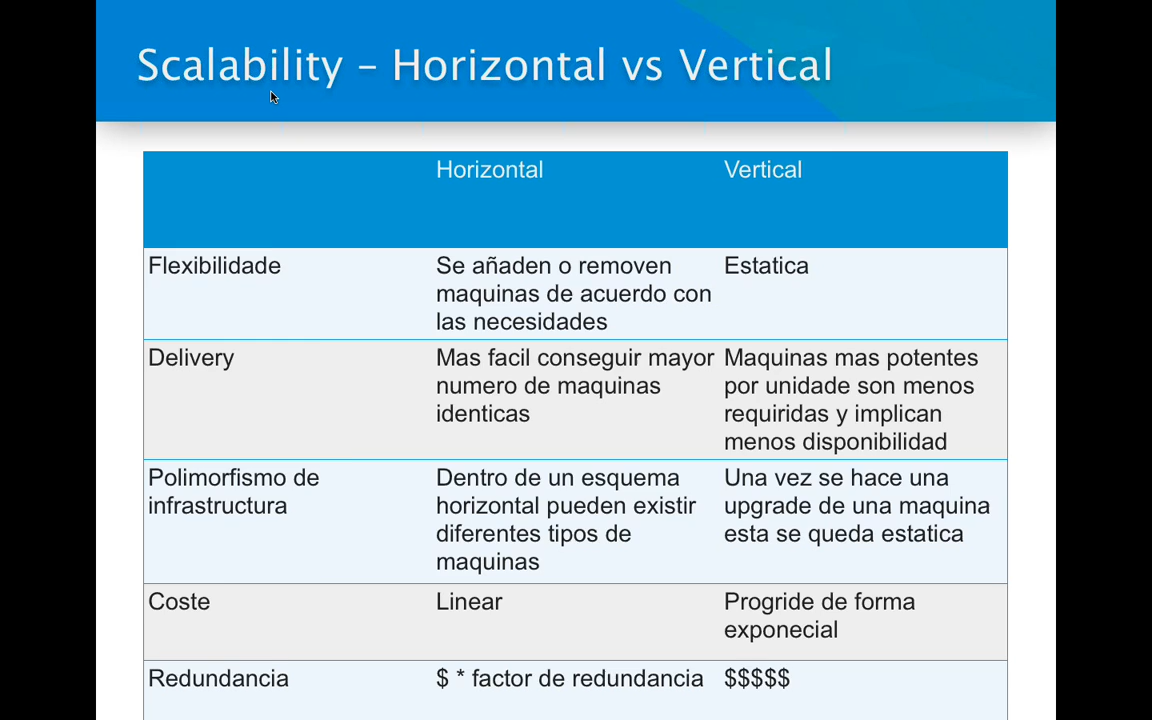 Scalability – Horizontal vs Vertical
Horizontal
Vertical
Flexibilidade
Se añaden o removen
maquinas de acuerdo con
las necesidades
Estatica
Delivery
Mas facil conseguir mayor
numero de maquinas
identicas
Maquinas mas potentes
por unidade son menos
requiridas y implican
menos disponibilidad
Polimorfismo de
infrastructura
Dentro de un esquema
horizontal pueden existir
diferentes tipos de
maquinas
Una vez se hace una
upgrade de una maquina
esta se queda estatica
Coste
Linear
Progride de forma
exponecial
Redundancia
$ * factor de redundancia
$$$$$